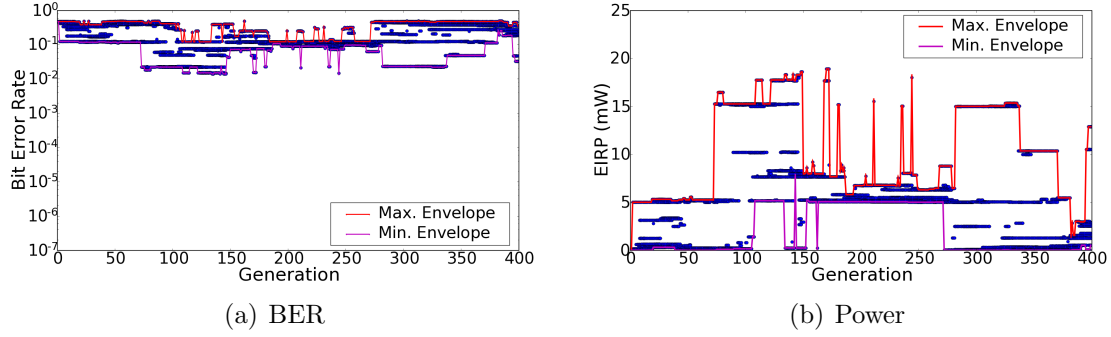 10^0
10^-1
10^-2
10^-3
10^-4
10^-5
10^-6
10^-7
Bit Error Rate
Max. Envelope
Min. Envelope
0 50 100 150 200 250 300 350 400
Generation
(a) BER
25
20
15
10
5
0
EIRP (mW)
Max. Envelope
Min. Envelope
0 50 100 150 200 250 300 350 400
Generation
(b) Power